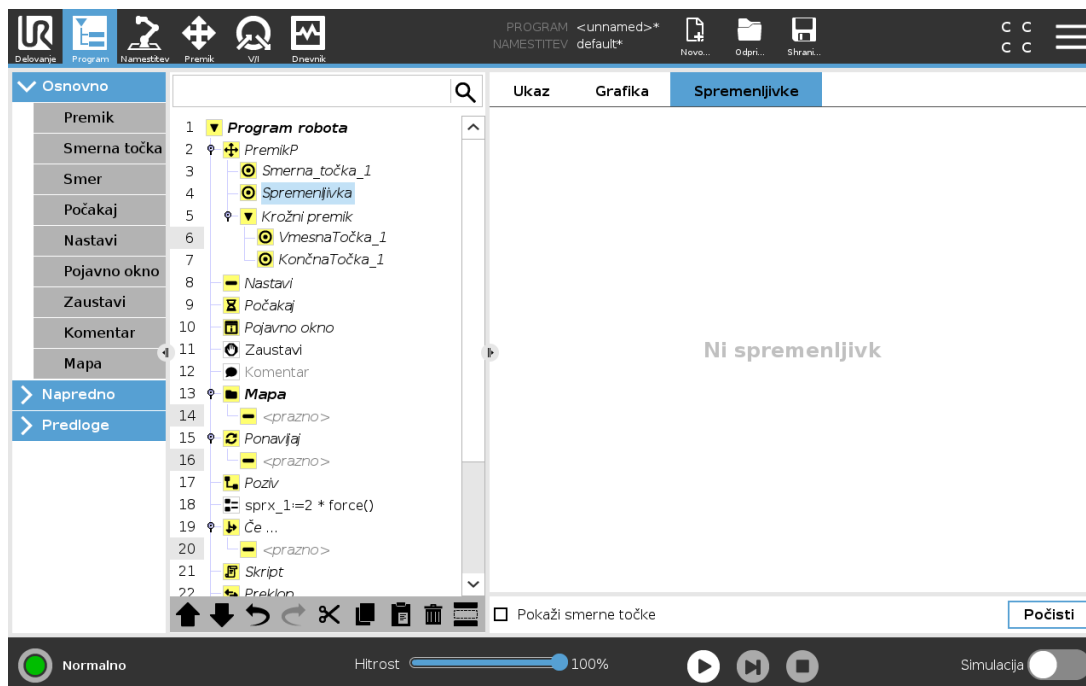 PROGRAM <unnamed>*
NAMESTITEV default*
C C
C C
Delovanje Program Namestitev Premik V/I Dnevnik Novo... Odpri... Shrani...
Osnovno
Premik
Smerna točka
Smer
Počakaj
Nastavi
Pojavno okno
Zaustavi
Komentar
Mapa
Napredno
Predloge
1 Program robota
2 PremikP
3 Smerna_točka_1
4 Spremenljivka
5 Krožni premik
6 VmesnaTočka_1
7 KončnaTočka_1
8 Nastavi
9 Počakaj
10 Pojavno okno
11 Zaustavi
12 Komentar
13 Mapa
14 <prazno>
15 Ponavljaj
16 <prazno>
17 Poziv
18 sprx_1:=2 * force()
19 Če ...
20 <prazno>
21 Skript
22 Preklop
Ukaz Grafika Spremenljivke
Ni spremenljivk
Pokaži smerne točke Počisti
Normalno Hitrost 100% Simulacija